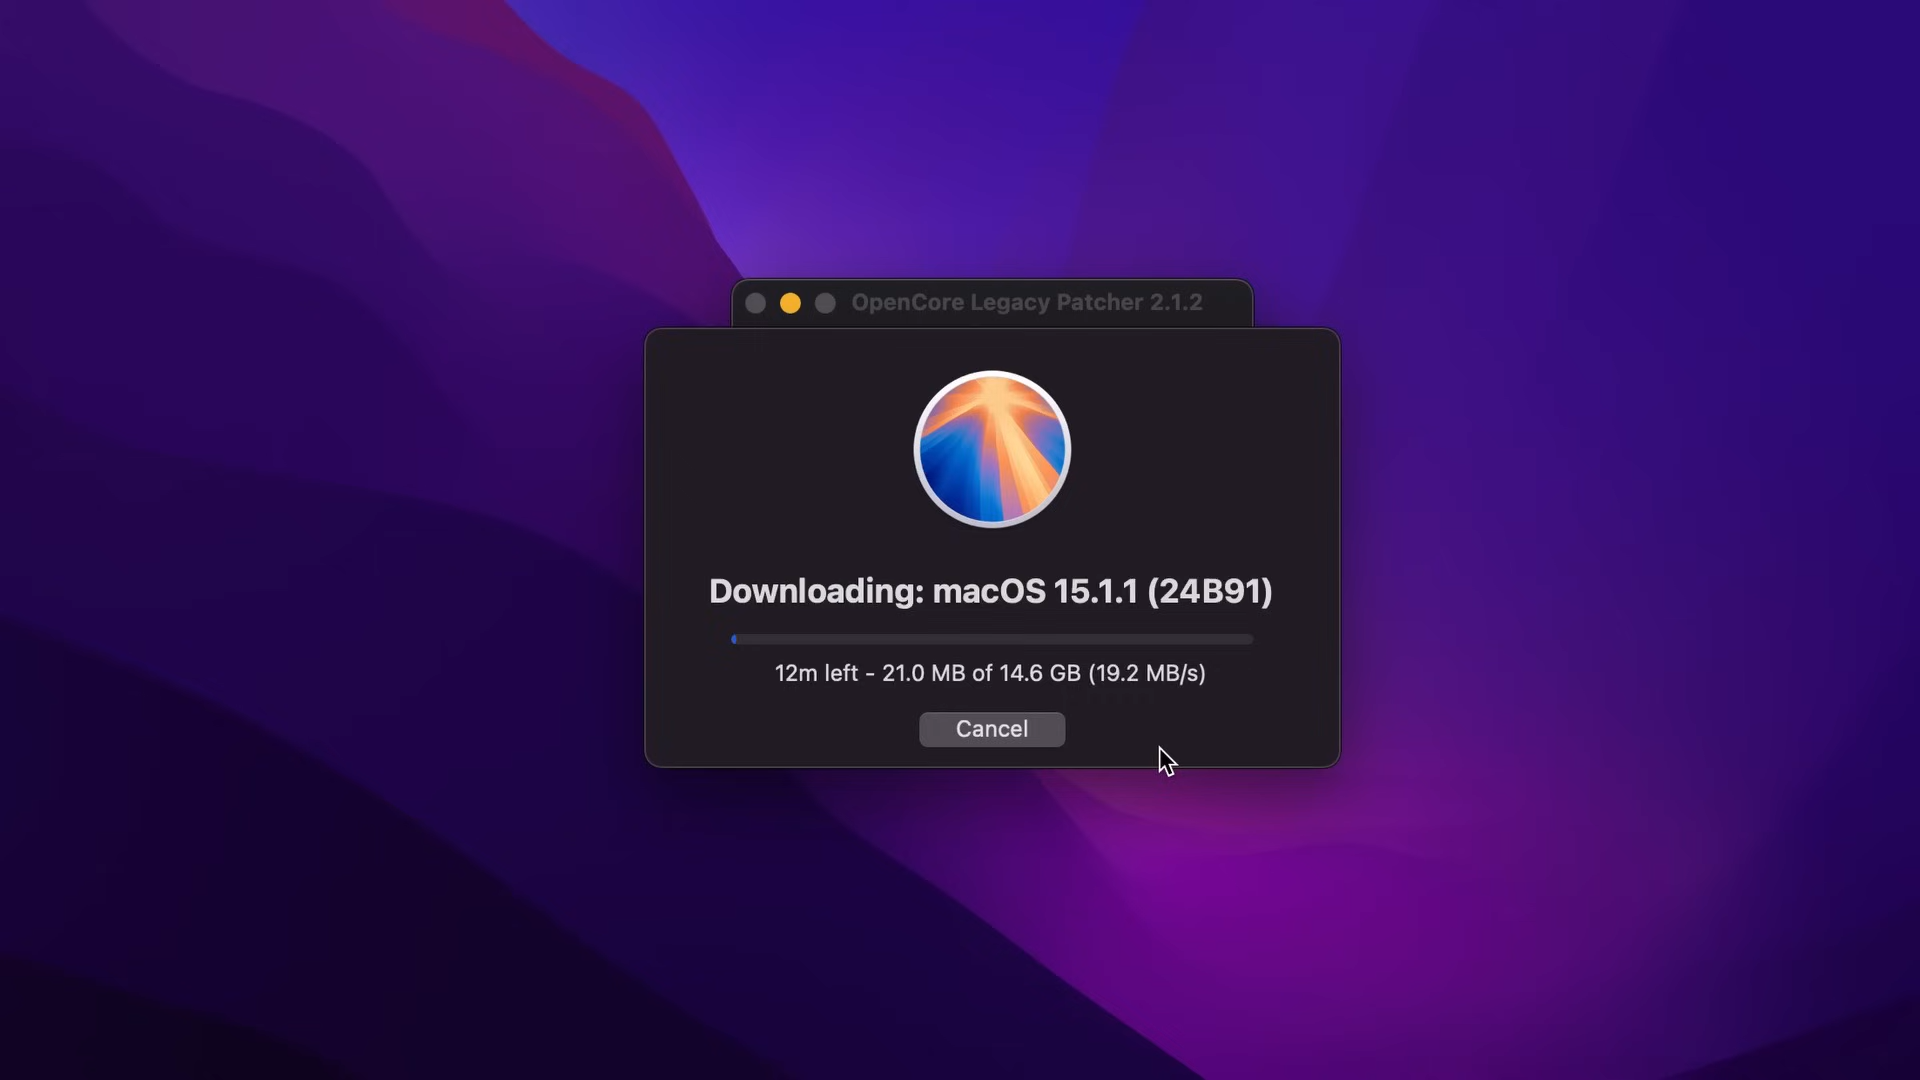 OpenCore Legacy Patcher 2.1.2
Downloading: macOS 15.1.1 (24B91)
12m left - 21.0 MB of 14.6 GB (19.2 MB/s)
Cancel